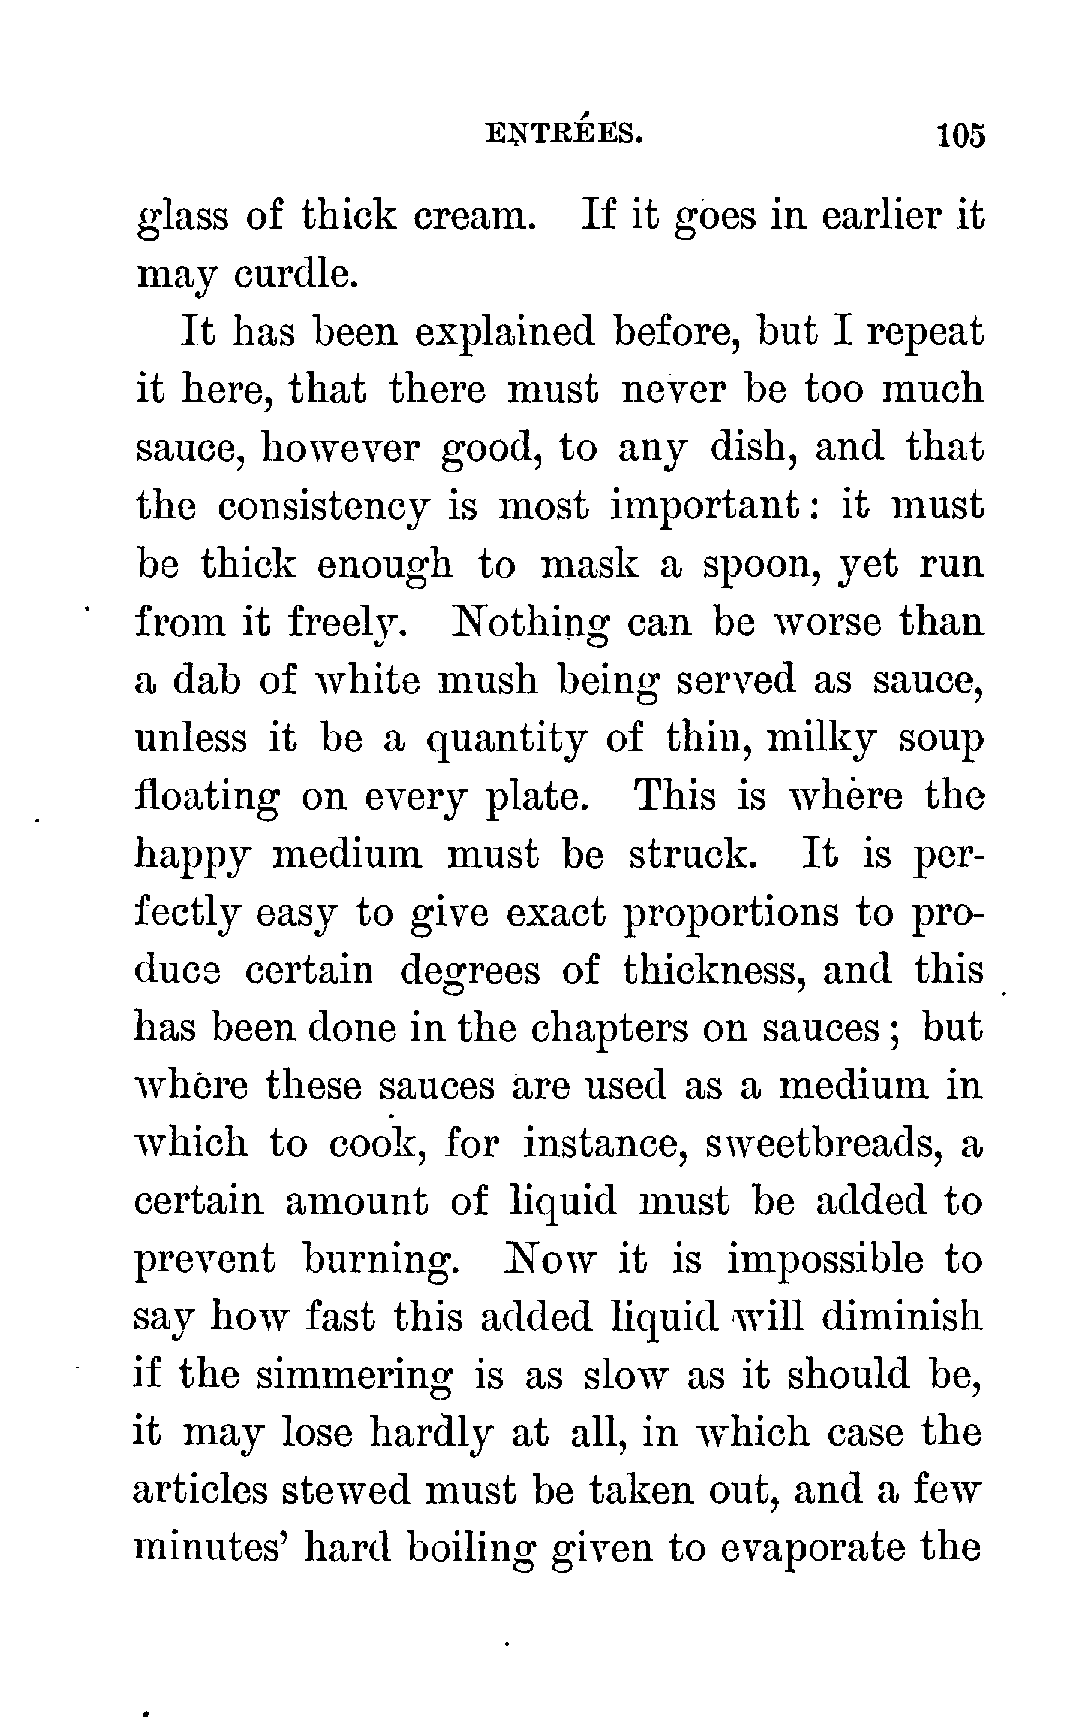 ENTRÉES. 105
glass of thick cream. If it goes in earlier it
may curdle.
It has been explained before, but I repeat
it here, that there must never be too much
sauce, however good, to any dish, and that
the consistency is most important: it must
be thick enough to mask a spoon, yet run
from it freely. Nothing can be worse than
a dab of white mush being served as sauce,
unless it be a quantity of thin, milky soup
floating on every plate. This is where the
happy medium must be struck. It is per-
fectly easy to give exact proportions to pro-
duce certain degrees of thickness, and this
has been done in the chapters on sauces; but
where these sauces are used as a medium in
which to cook, for instance, sweetbreads, a
certain amount of liquid must be added to
prevent burning. Now it is impossible to
say how fast this added liquid will diminish
if the simmering is as slow as it should be,
it may lose hardly at all, in which case the
articles stewed must be taken out, and a few
minutes' hard boiling given to evaporate the